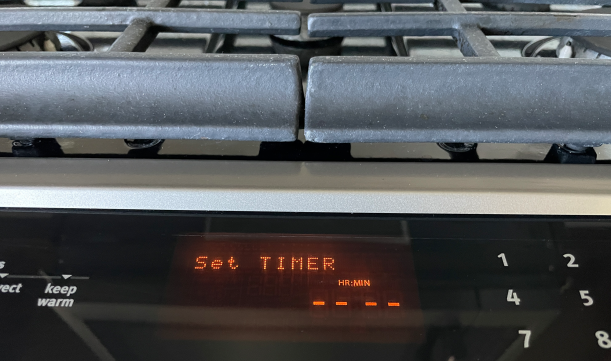 Set TIMER
HR:MIN
- - - -
keep
warm
1 2
4 5
7 8